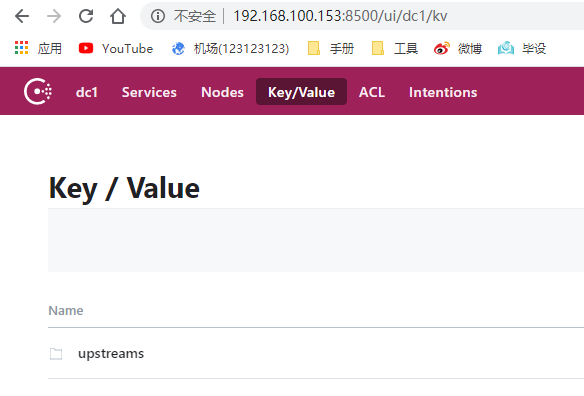 不安全 | 192.168.100.153:8500/ui/dc1/kv
应用 YouTube 机场(123123123) 手册 工具 微博 毕设
dc1 Services Nodes Key/Value ACL Intentions
Key / Value
Name
upstreams